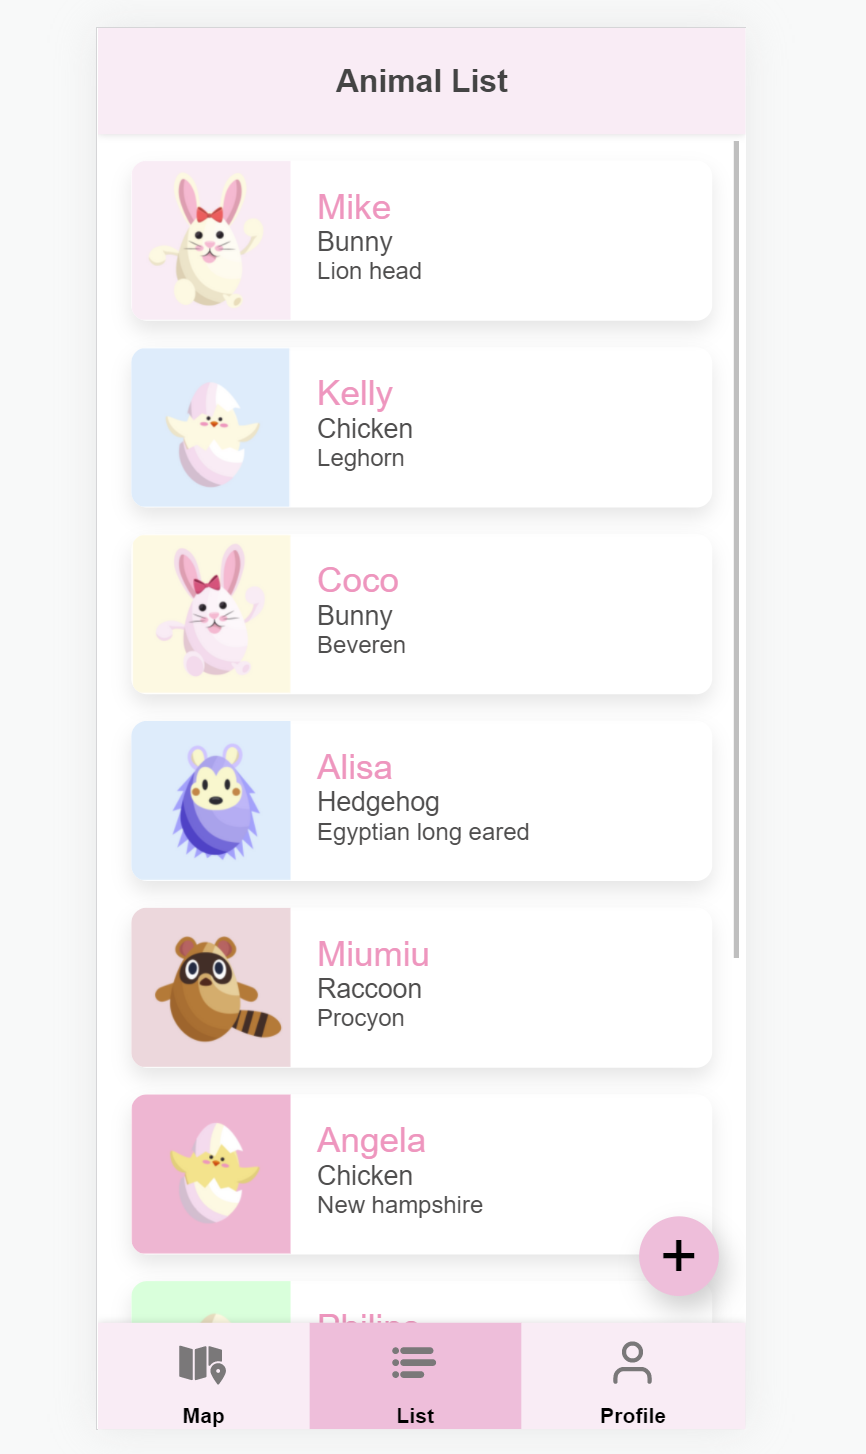 Animal List
Mike
Bunny
Lion head
Kelly
Chicken
Leghorn
Coco
Bunny
Beveren
Alisa
Hedgehog
Egyptian long eared
Miumiu
Raccoon
Procyon
Angela
Chicken
New hampshire
+
Map
List
Profile